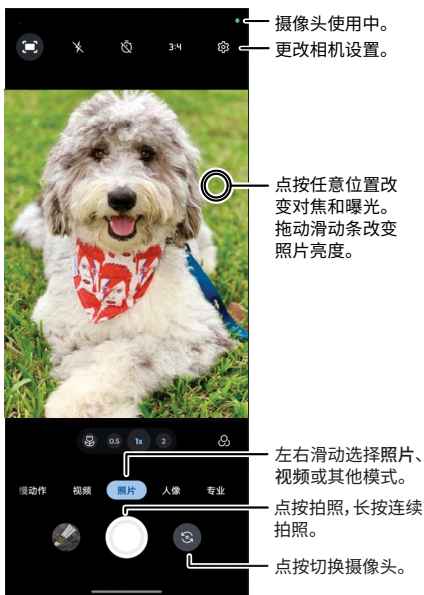 摄像头使用中。
3:4
更改相机设置。
点按任意位置改
变对焦和曝光。
拖动滑动条改变
照片亮度。
0.5 1x 2
左右滑动选择照片、
视频或其他模式。
慢动作 视频 照片 人像 专业
点按拍照，长按连续
拍照。
点按切换摄像头。